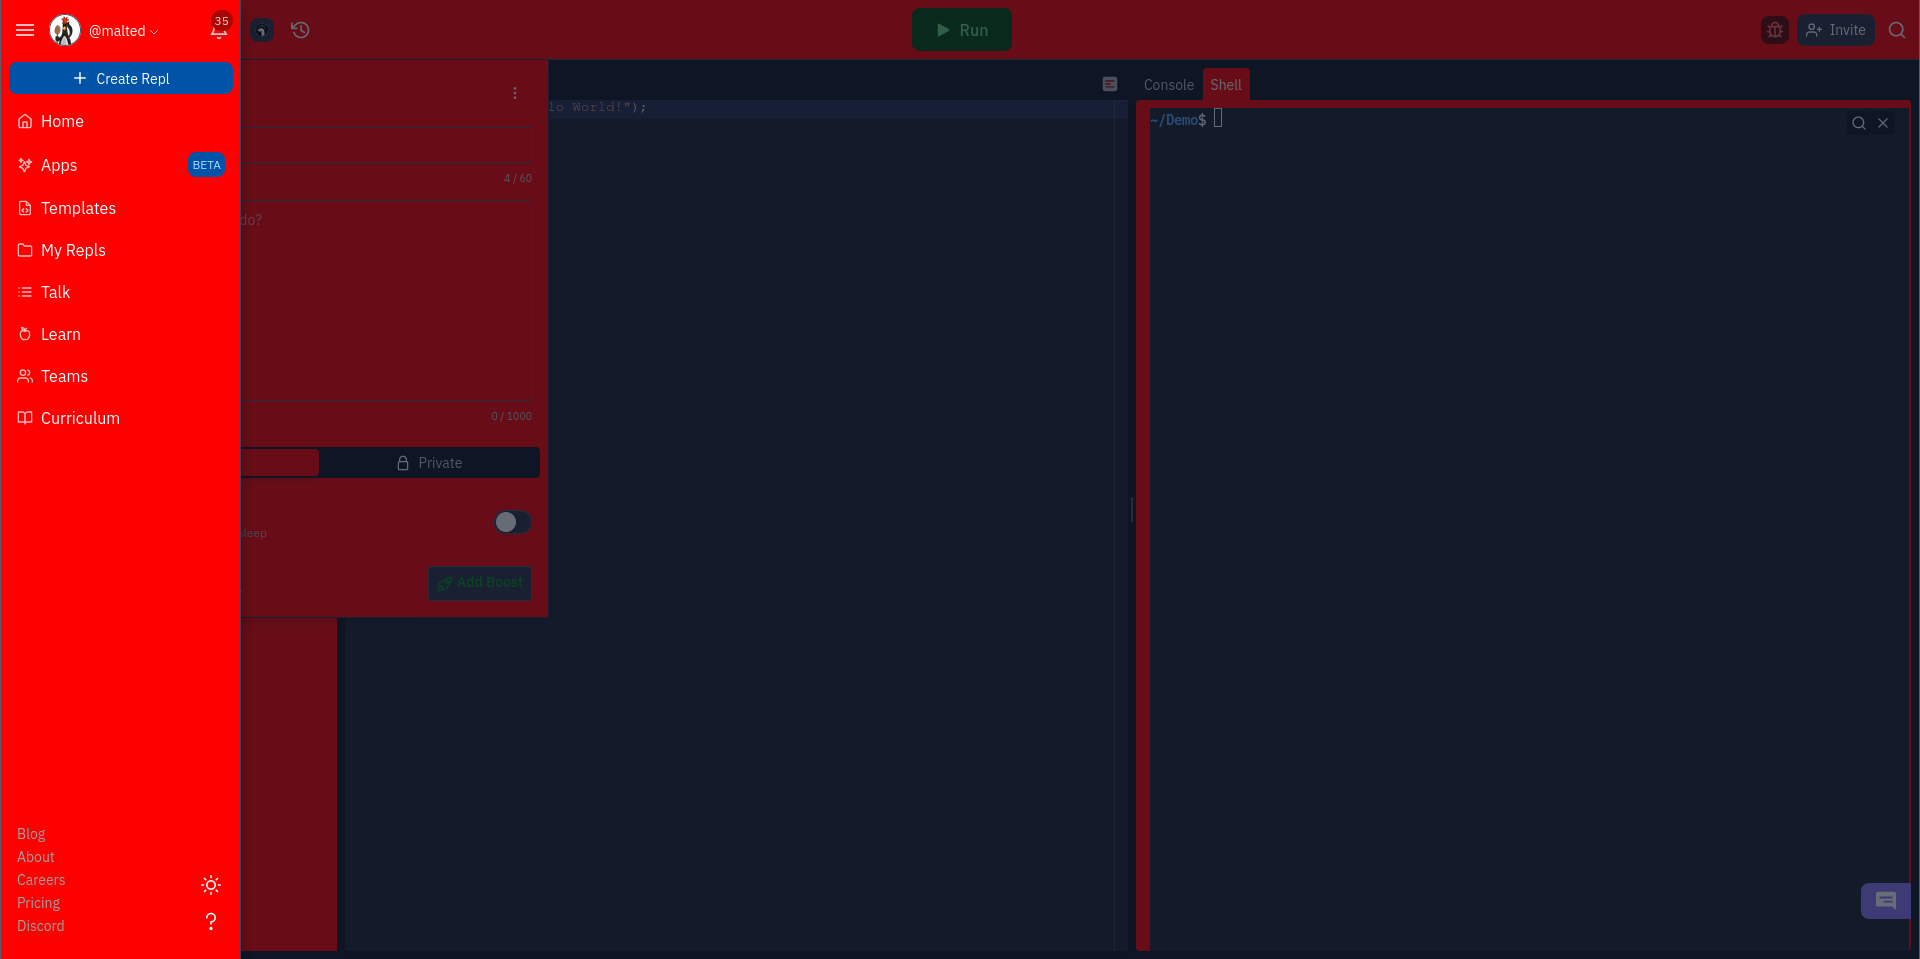 @malted
35
Create Repl
Home
Apps
BETA
Templates
My Repls
Talk
Learn
Teams
Curriculum
Blog
About
Careers
Pricing
Discord
?
4 / 60
do?
0 / 1000
Private
sleep
Add Boost
Run
lo World!");
Invite
Console
Shell
~/Demo$